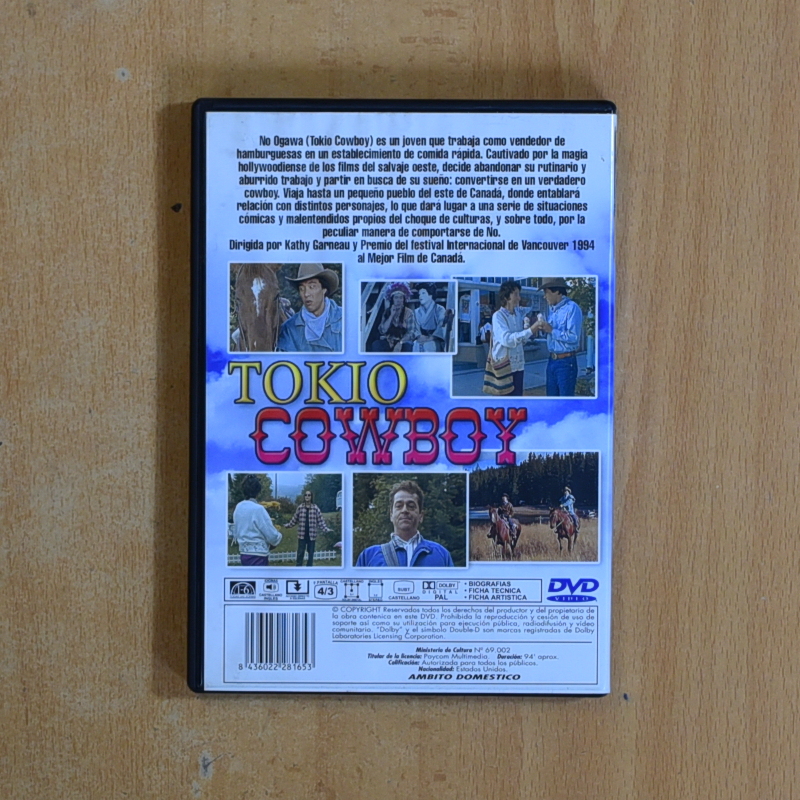 No Ogawa (Tokio Cowboy) es un joven que trabaja como vendedor de
hamburguesas en un establecimiento de comida rápida. Cautivado por la magia
hollywoodiense de los films del salvaje oeste, decide abandonar su rutinario y
aburrido trabajo y partir en busca de su sueño: convertirse en un verdadero
cowboy. Viaja hasta un pequeño pueblo del este de Canadá, donde entablará
relación con distintos personajes, lo que dará lugar a una serie de situaciones
cómicas y malentendidos propios del choque de culturas, y sobre todo, por la
peculiar manera de comportarse de No.
Dirigida por Kathy Garneau y Premio del festival Internacional de Vancouver 1994
al Mejor Film de Canadá.
TOKIO
COWBOY
4/3
SUBT
CASTELLANO
DOLBY
DIGITAL
PAL
• BIOGRAFIAS
• FICHA TECNICA
• FICHA ARTISTICA
DVD
VIDEO
© COPYRIGHT Reservados todos los derechos del productor y del propietario de
la obra contenica en este DVD. Prohibida la reproducción y cesión de uso de
soporte así como su utilización para ejecución pública, radiodifusión y vídeo
comunitario. "Dolby" y el símbolo Double-D son marcas registradas de Dolby
Laboratories Licensing Corporation.
Ministerio de Cultura Nº 69.002
Titular de la licencia: Paycom Multimedia. Duración: 94' aprox.
Calificación: Autorizada para todos los públicos.
Nacionalidad: Estados Unidos.
AMBITO DOMESTICO
8 436022 281653